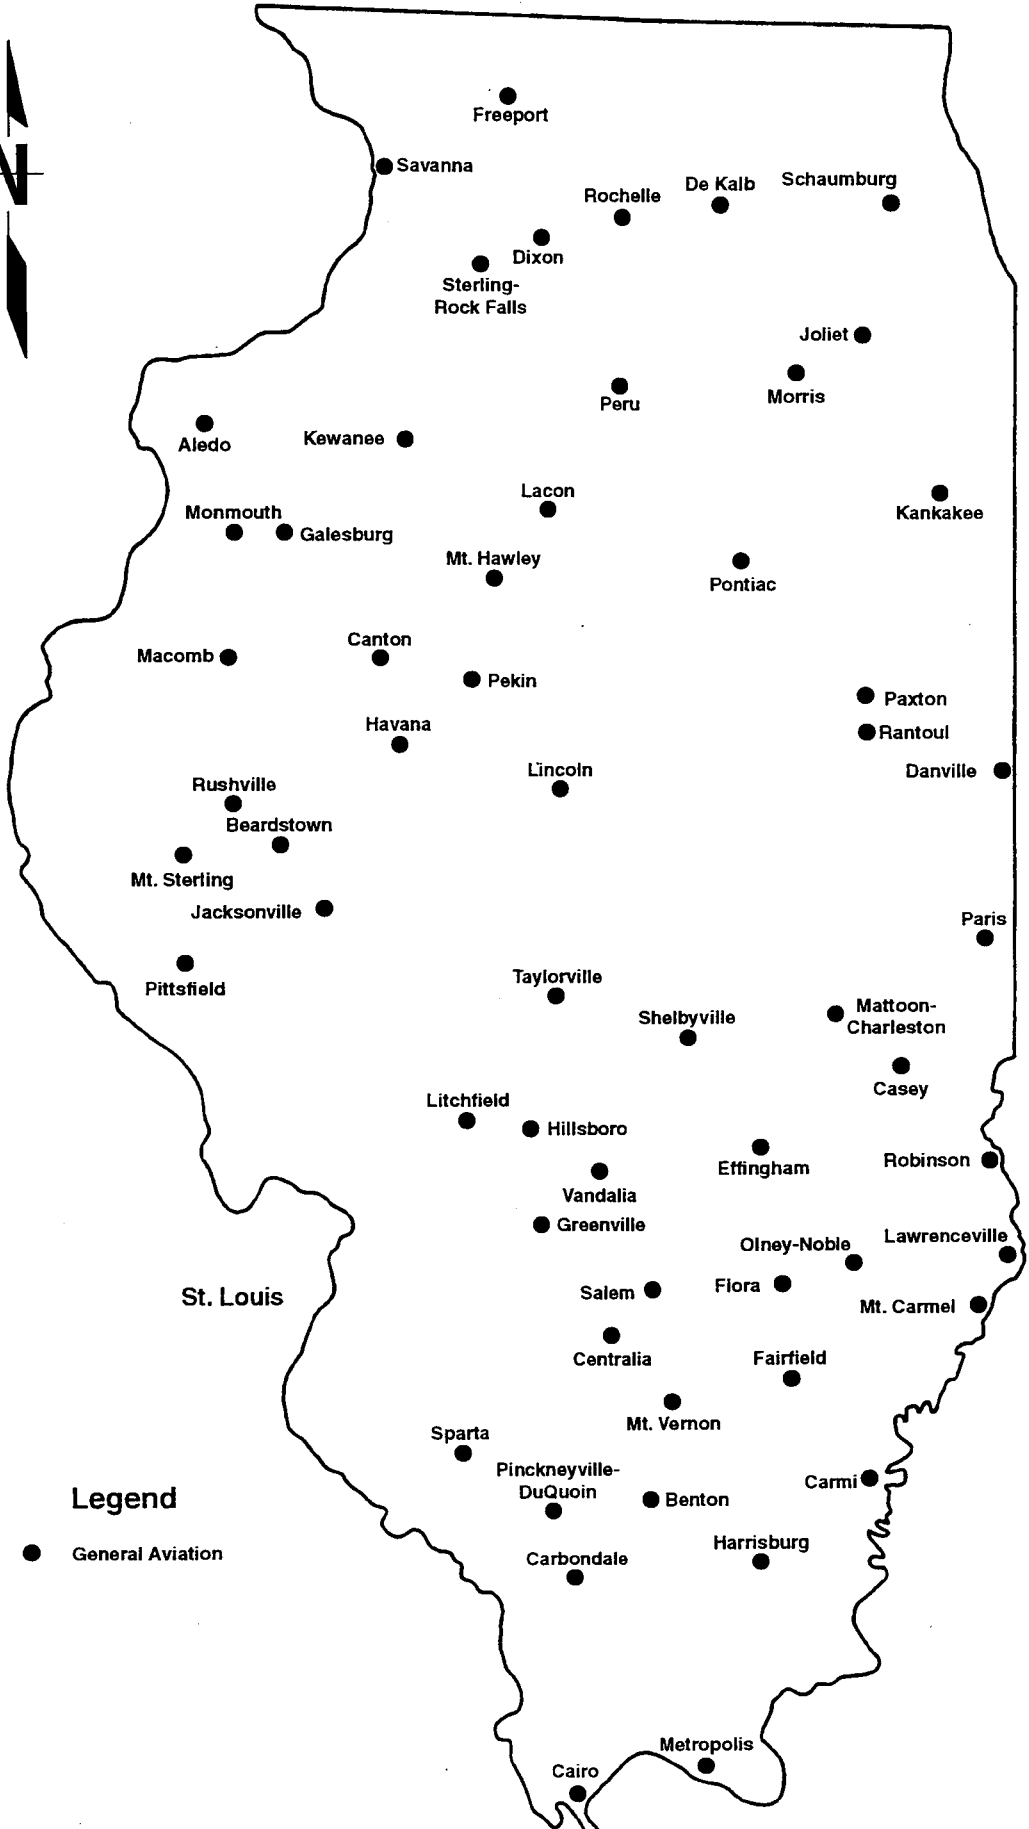 Freeport
Savanna
Rochelle
De Kalb
Schaumburg
Dixon
Sterling-
Rock Falls
N
Joliet
Morris
Peru
Aledo
Kewanee
Lacon
Kankakee
Monmouth
Galesburg
Mt. Hawley
Pontiac
Canton
Macomb
Pekin
Paxton
Havana
Rantoul
Lincoln
Danville
Rushville
Beardstown
Mt. Sterling
Jacksonville
Paris
Pittsfield
Taylorville
Shelbyville
Mattoon-
Charleston
Casey
Litchfield
Hillsboro
Effingham
Robinson
Vandalia
Greenville
Olney-Noble
Lawrenceville
St. Louis
Salem
Flora
Mt. Carmel
Centralia
Fairfield
Mt. Vernon
Sparta
Pinckneyville-
DuQuoin
Carmi
Benton
Legend
General Aviation
Harrisburg
Carbondale
Metropolis
Cairo